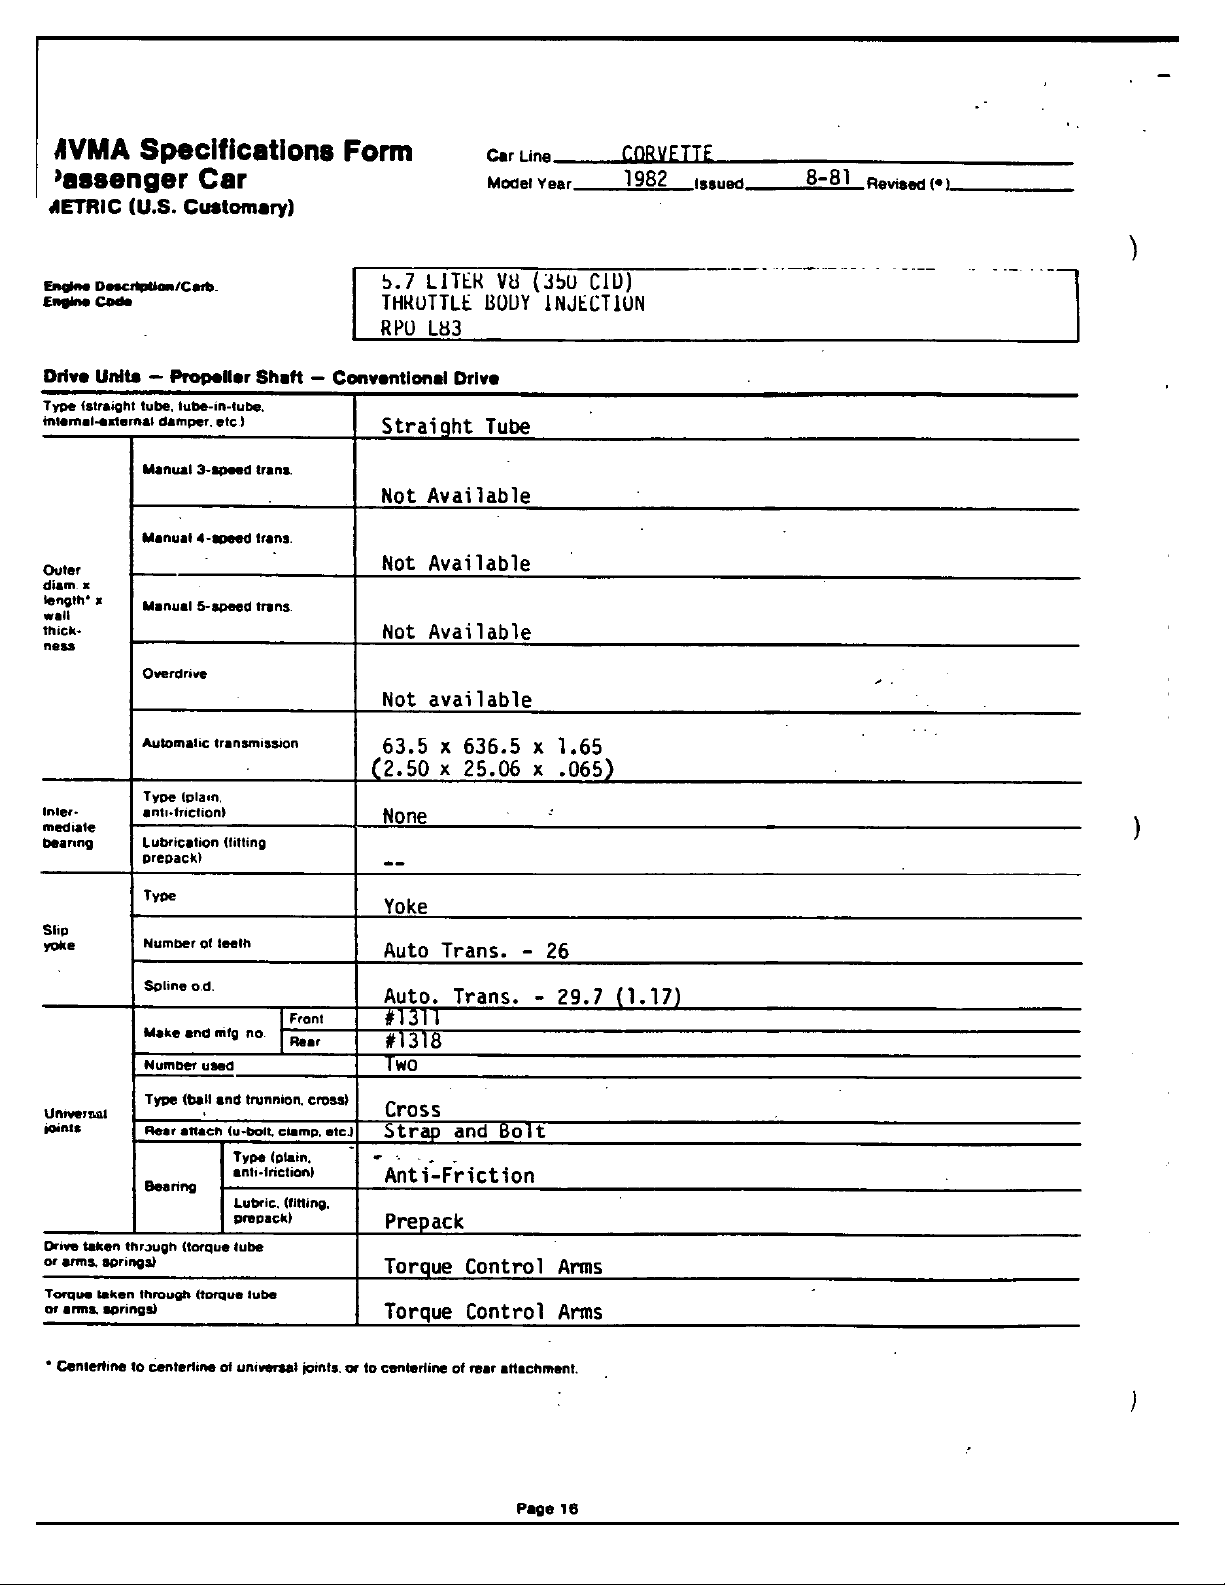 MVMA Specifications Form
Passenger Car
METRIC (U.S. Customary)
Car Line CORVETTE
Model Year 1982 Issued 8-81 Revised (•)
Engine Description/Carb.
Engine Code
5.7 LITER V8 (350 CID)
THROTTLE BODY INJECTION
RPO L83
Drive Units — Propeller Shaft — Conventional Drive
Type (straight tube, tube-in-tube,
internal-external damper, etc.)
Straight Tube
Outer
diam. x
length* x
wall
thick-
ness
Manual 3-speed trans.
Not Available
Manual 4-speed trans.
Not Available
Manual 5-speed trans.
Not Available
Overdrive
Not available
Automatic transmission
63.5 x 636.5 x 1.65
(2.50 x 25.06 x .065)
Inter-
mediate
bearing
Type (plain,
anti-friction)
None
Lubrication (fitting
prepack)
--
Slip
yoke
Type
Yoke
Number of teeth
Auto Trans. - 26
Spline o.d.
Auto. Trans. - 29.7 (1.17)
Universal
joints
Make and mfg no.
Front
#1311
Rear
#1318
Number used
Two
Type (ball and trunnion, cross)
Cross
Rear attach (u-bolt, clamp, etc.)
Strap and Bolt
Bearing
Type (plain,
anti-friction)
Anti-Friction
Lubric. (fitting,
prepack)
Prepack
Drive taken through (torque tube
or arms, springs)
Torque Control Arms
Torque taken through (torque tube
or arms, springs)
Torque Control Arms
* Centerline to centerline of universal joints, or to centerline of rear attachment.
Page 16